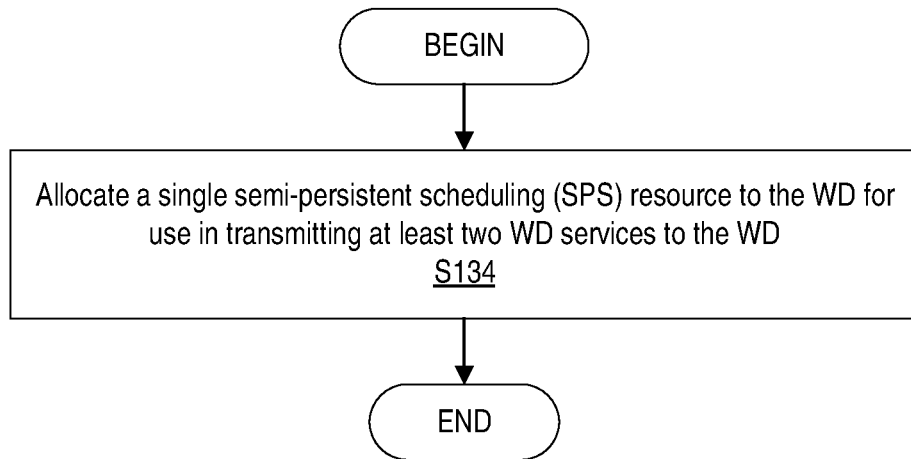 BEGIN
Allocate a single semi-persistent scheduling (SPS) resource to the WD for
use in transmitting at least two WD services to the WD
S134
END